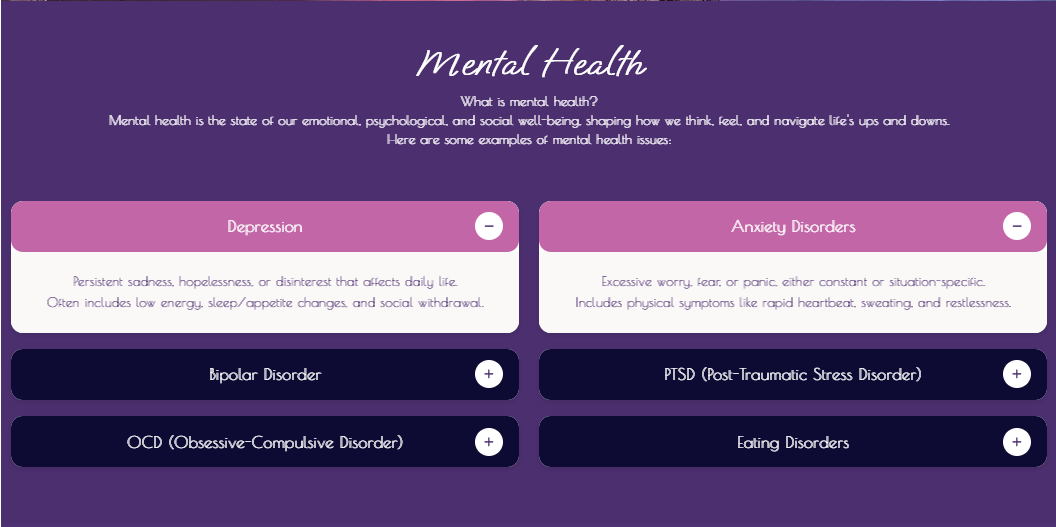 Mental Health
What is mental health?
Mental health is the state of our emotional, psychological, and social well-being, shaping how we think, feel, and navigate life's ups and downs.
Here are some examples of mental health issues:
Depression
Persistent sadness, hopelessness, or disinterest that affects daily life.
Often includes low energy, sleep/appetite changes, and social withdrawal.
Anxiety Disorders
Excessive worry, fear, or panic, either constant or situation-specific.
Includes physical symptoms like rapid heartbeat, sweating, and restlessness.
Bipolar Disorder
PTSD (Post-Traumatic Stress Disorder)
OCD (Obsessive-Compulsive Disorder)
Eating Disorders